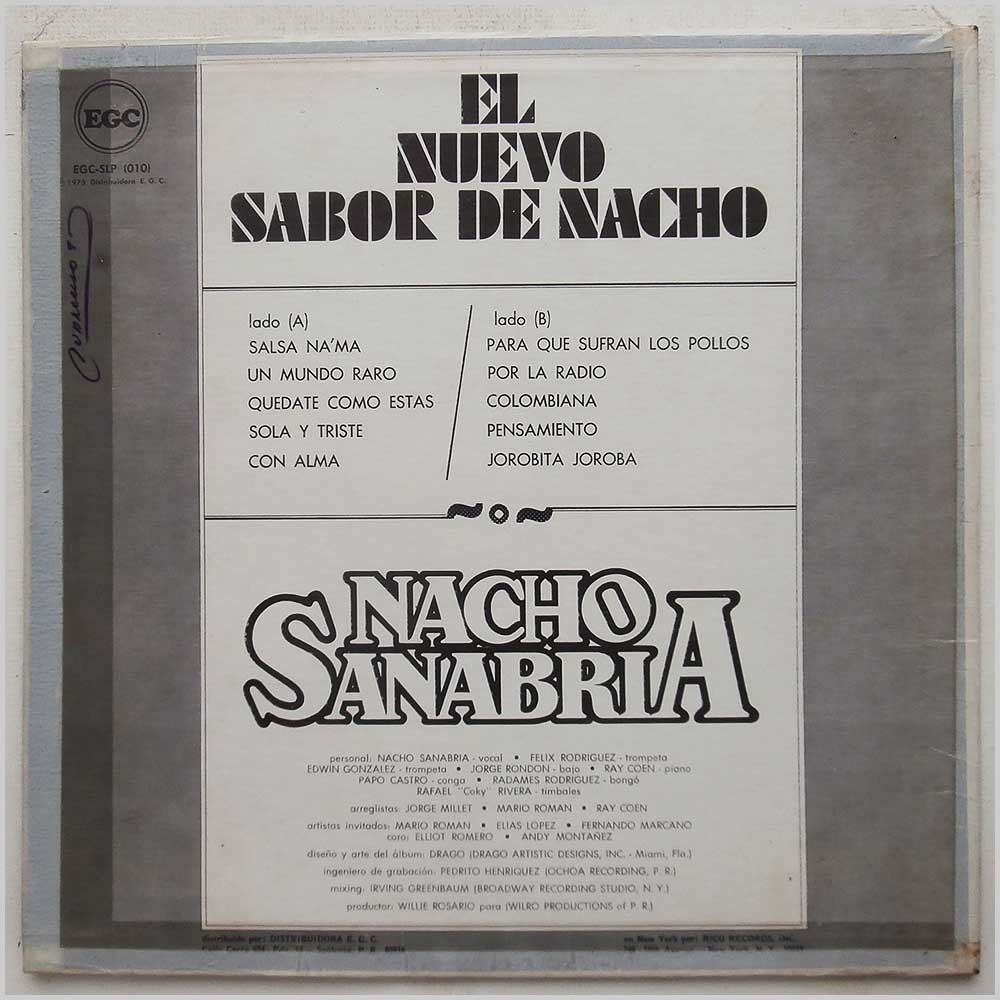 EGC
EGC-SLP (010)
1975 Distribuidora E. G. C.
EL
NUEVO
SABOR DE NACHO
lado (A)
SALSA NA'MA
UN MUNDO RARO
QUEDATE COMO ESTAS
SOLA Y TRISTE
CON ALMA
lado (B)
PARA QUE SUFRAN LOS POLLOS
POR LA RADIO
COLOMBIANA
PENSAMIENTO
JOROBITA JOROBA
NACHO
SANABRIA
personal: NACHO SANABRIA - vocal • FELIX RODRIGUEZ - trompeta
EDWIN GONZALEZ - trompeta • JORGE RONDON - bajo • RAY COEN - piano
PAPO CASTRO - conga • RADAMES RODRIGUEZ - bongó
RAFAEL "Coky" RIVERA - timbales
arreglistas: JORGE MILLET • MARIO ROMAN • RAY COEN
artistas invitados: MARIO ROMAN • ELIAS LOPEZ • FERNANDO MARCANO
coro: ELLIOT ROMERO • ANDY MONTAÑEZ
diseño y arte del álbum: DRAGO (DRAGO ARTISTIC DESIGNS, INC. - Miami, Fla.)
ingeniero de grabación: PEDRITO HENRIQUEZ (OCHOA RECORDING, P. R.)
mixing: IRVING GREENBAUM (BROADWAY RECORDING STUDIO, N. Y.)
productor: WILLIE ROSARIO para (WILRO PRODUCTIONS of P. R.)
distribuido por: DISTRIBUIDORA E. G. C.
en New York por: RICO RECORDS, INC.